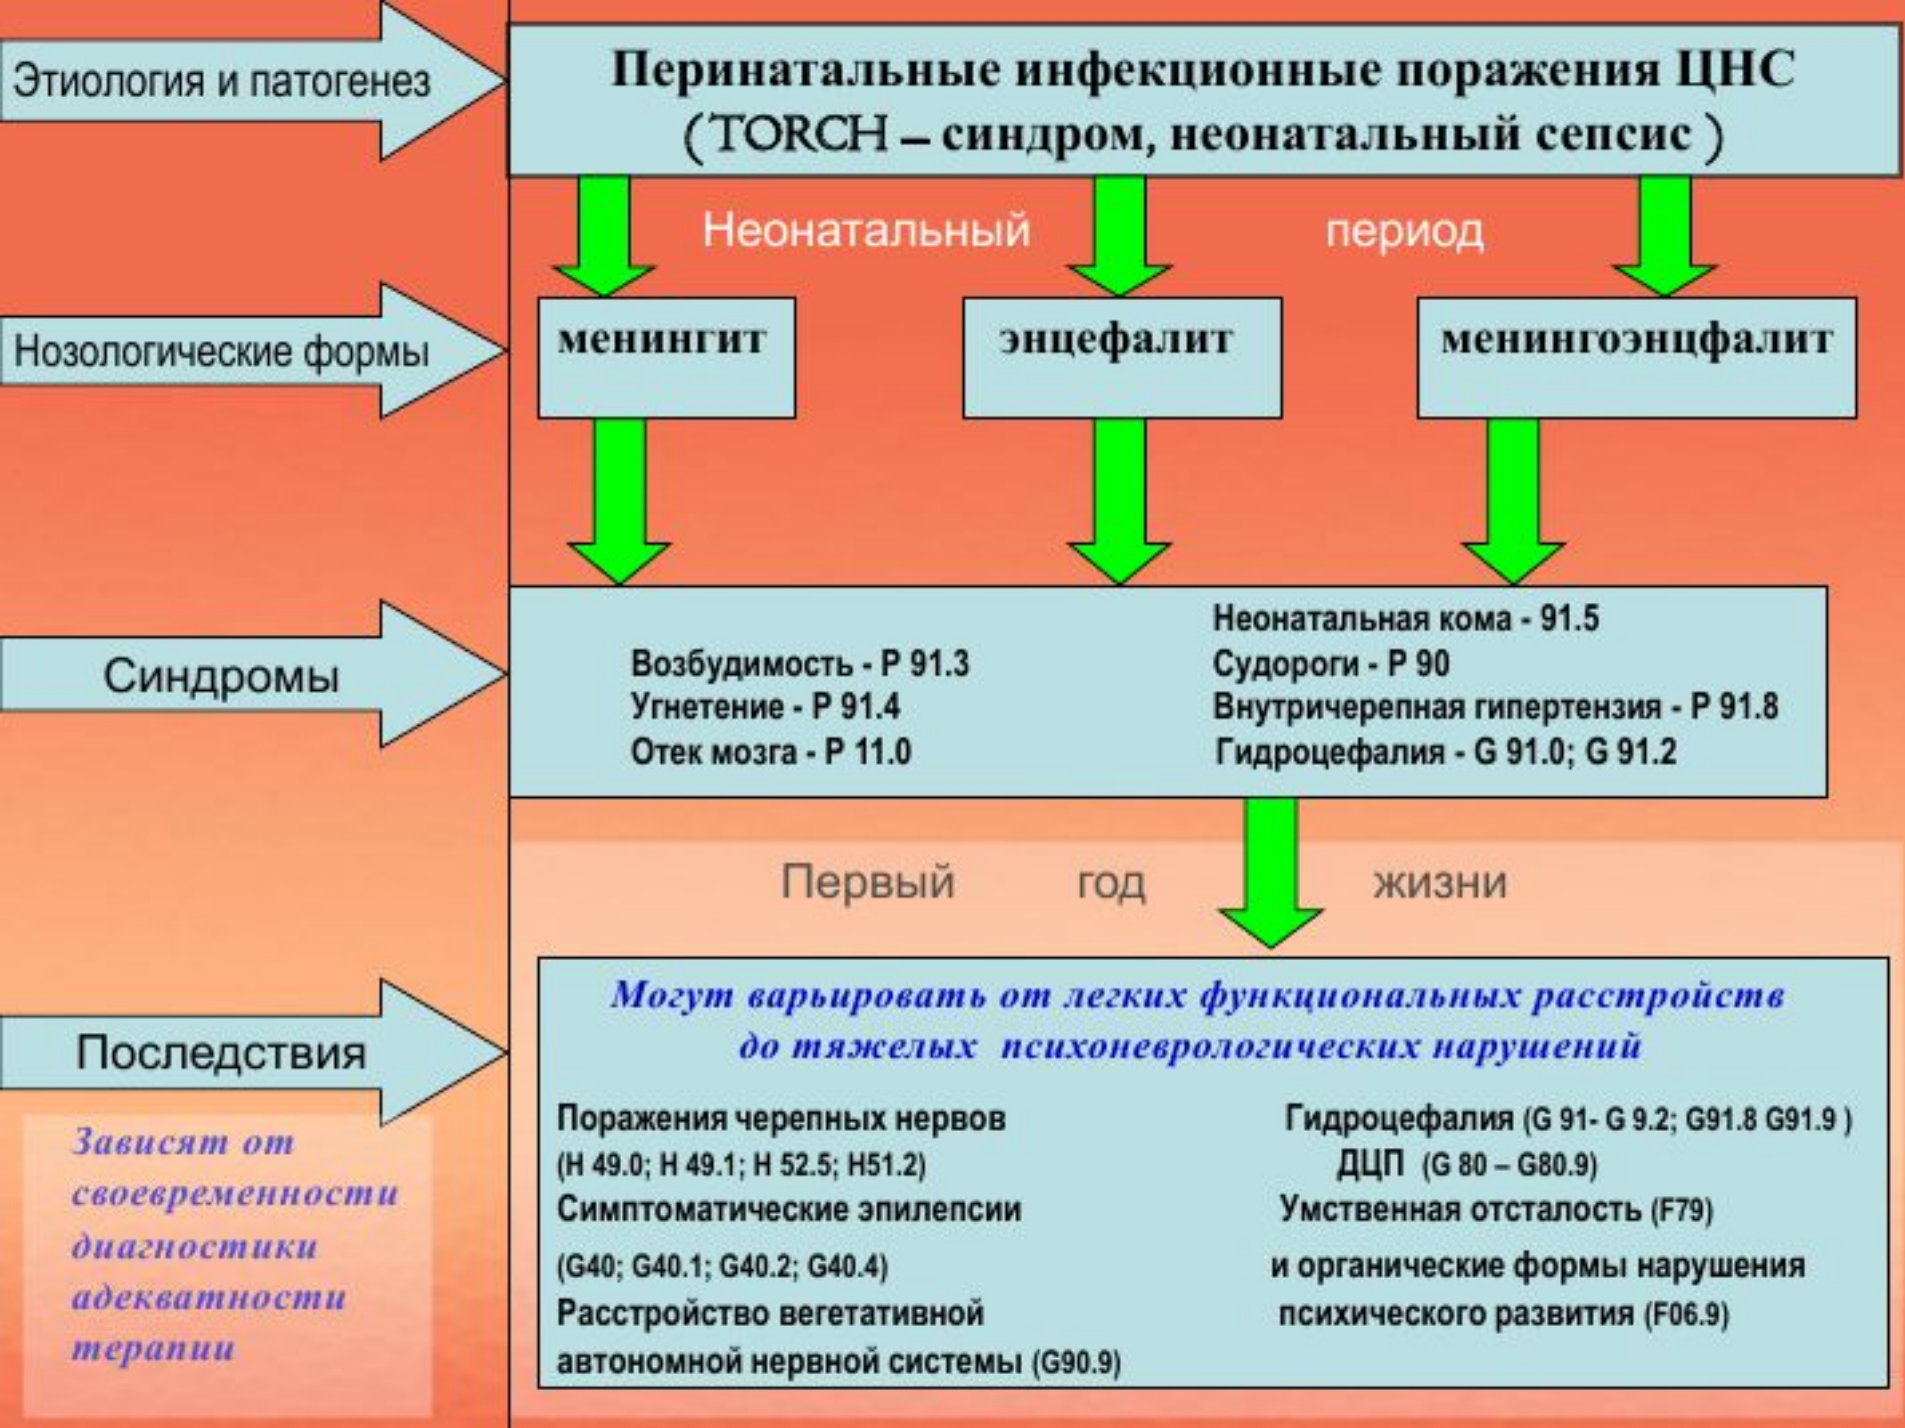 Этиология и патогенез
Перинатальные инфекционные поражения ЦНС
(TORCH – синдром, неонатальный сепсис )
Неонатальный период
Нозологические формы
менингит
энцефалит
менингоэнцфалит
Синдромы
Возбудимость - Р 91.3
Угнетение - Р 91.4
Отек мозга - Р 11.0
Неонатальная кома - 91.5
Судороги - Р 90
Внутричерепная гипертензия - Р 91.8
Гидроцефалия - G 91.0; G 91.2
Первый год жизни
Последствия
Зависят от
своевременности
диагностики
адекватности
терапии
Могут варьировать от легких функциональных расстройств
до тяжелых психоневрологических нарушений
Поражения черепных нервов
(Н 49.0; Н 49.1; Н 52.5; Н51.2)
Симптоматические эпилепсии
(G40; G40.1; G40.2; G40.4)
Расстройство вегетативной
автономной нервной системы (G90.9)
Гидроцефалия (G 91- G 9.2; G91.8 G91.9 )
ДЦП (G 80 – G80.9)
Умственная отсталость (F79)
и органические формы нарушения
психического развития (F06.9)